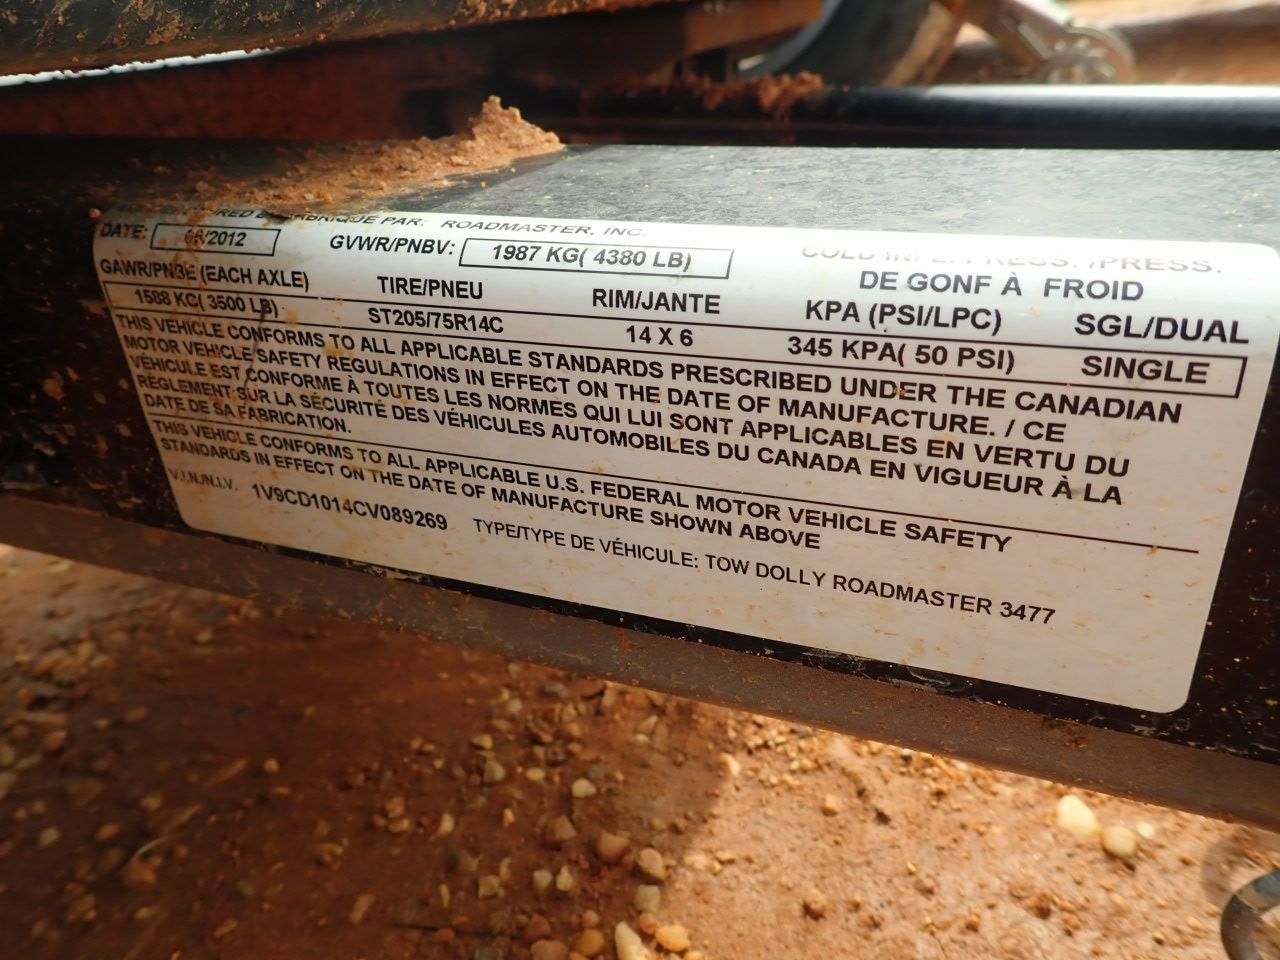 FABRIQUÉ PAR: ROADMASTER, INC.
DATE: 06/2012 GVWR/PNBV: 1987 KG( 4380 LB) COLD INFL. PRESS. /PRESS.
DE GONF À FROID
GAWR/PNBE (EACH AXLE) TIRE/PNEU RIM/JANTE KPA (PSI/LPC) SGL/DUAL
1588 KG( 3500 LB) ST205/75R14C 14 X 6 345 KPA( 50 PSI) SINGLE
THIS VEHICLE CONFORMS TO ALL APPLICABLE STANDARDS PRESCRIBED UNDER THE CANADIAN
MOTOR VEHICLE SAFETY REGULATIONS IN EFFECT ON THE DATE OF MANUFACTURE. / CE
VÉHICULE EST CONFORME À TOUTES LES NORMES QUI LUI SONT APPLICABLES EN VERTU DU
RÈGLEMENT SUR LA SÉCURITÉ DES VÉHICULES AUTOMOBILES DU CANADA EN VIGUEUR À LA
DATE DE SA FABRICATION.
THIS VEHICLE CONFORMS TO ALL APPLICABLE U.S. FEDERAL MOTOR VEHICLE SAFETY
STANDARDS IN EFFECT ON THE DATE OF MANUFACTURE SHOWN ABOVE
V.I.N./N.I.V. 1V9CD1014CV089269 TYPE/TYPE DE VÉHICULE: TOW DOLLY ROADMASTER 3477